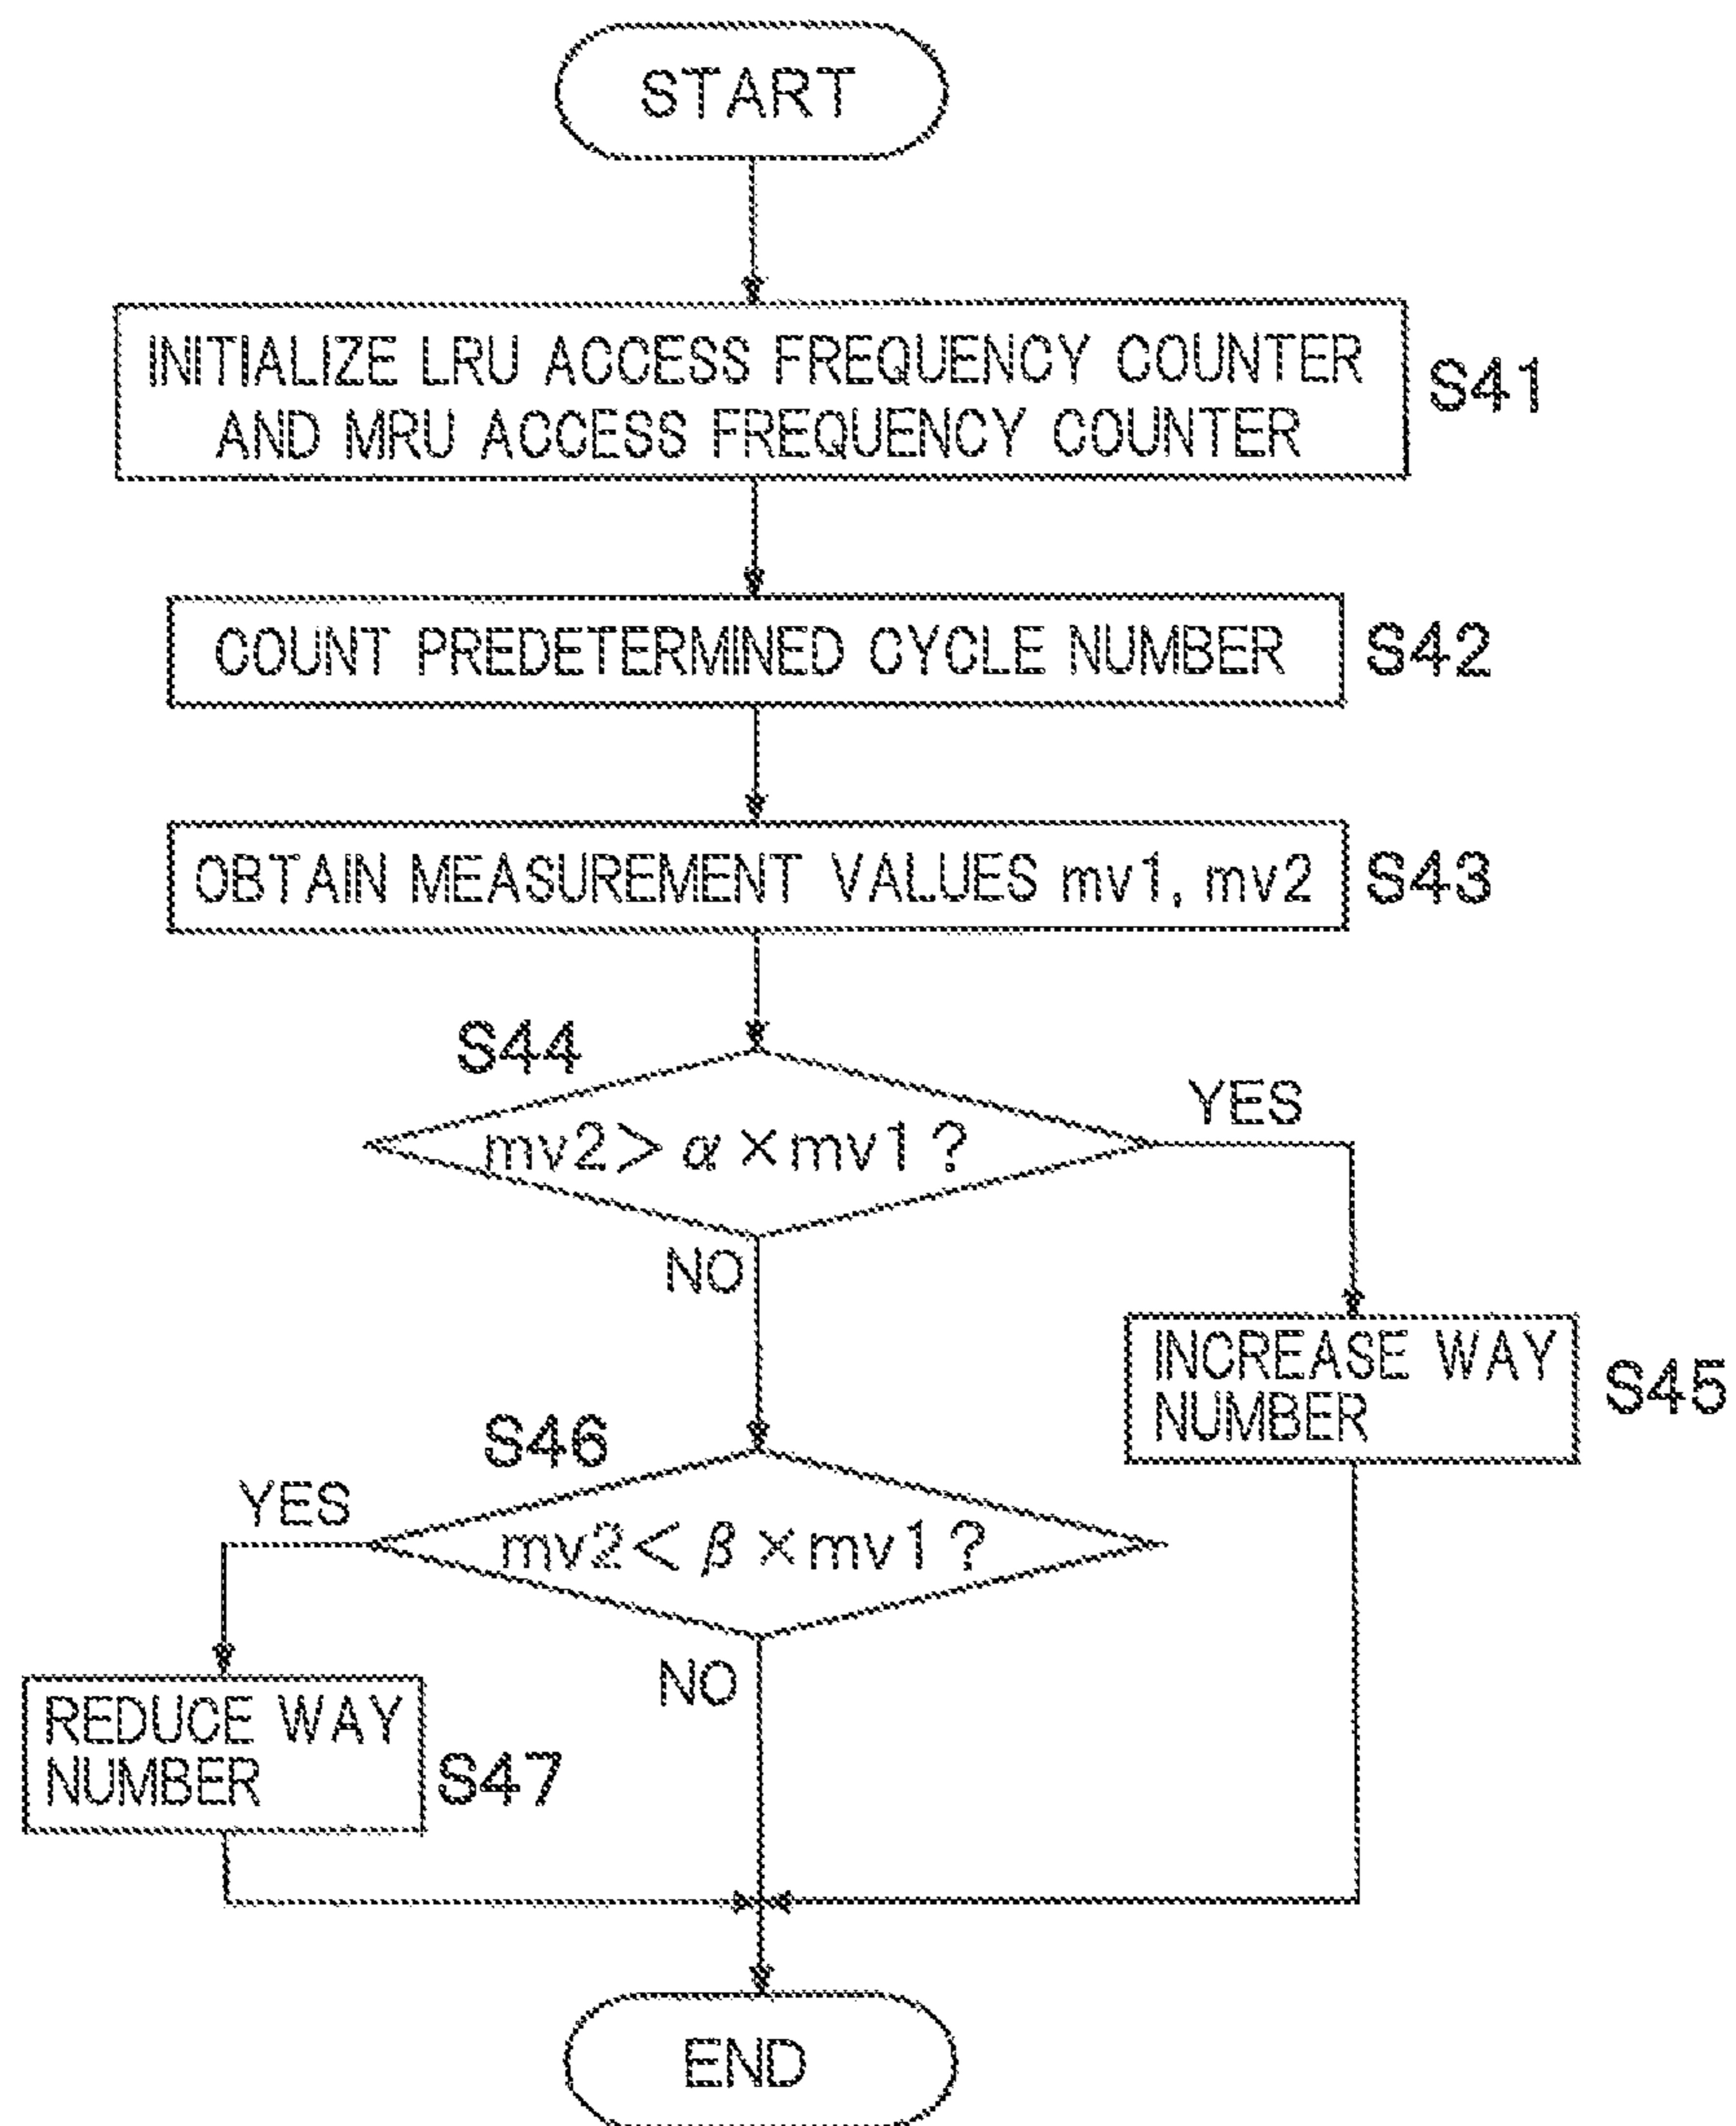 START
INITIALIZE LRU ACCESS FREQUENCY COUNTER
AND MRU ACCESS FREQUENCY COUNTER
S41
COUNT PREDETERMINED CYCLE NUMBER
S42
OBTAIN MEASUREMENT VALUES mv1, mv2
S43
S44
mv2>α×mv1?
YES
NO
INCREASE WAY
NUMBER
S45
S46
mv2<β×mv1?
YES
NO
REDUCE WAY
NUMBER
S47
END